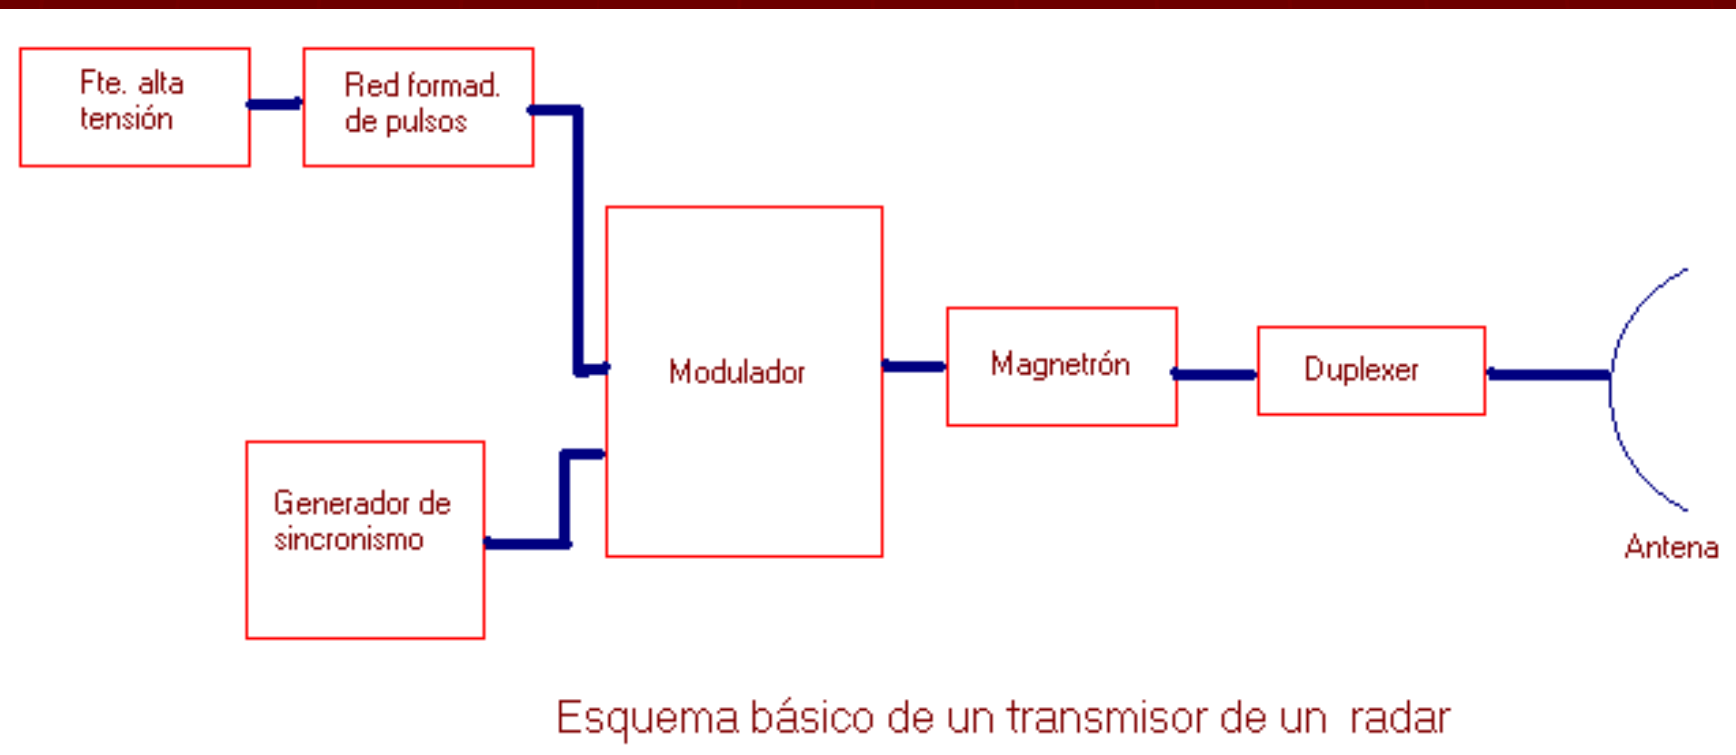 Fte. alta
tensión
Red formad.
de pulsos
Modulador
Magnetrón
Duplexer
Generador de
sincronismo
Antena
Esquema básico de un transmisor de un radar